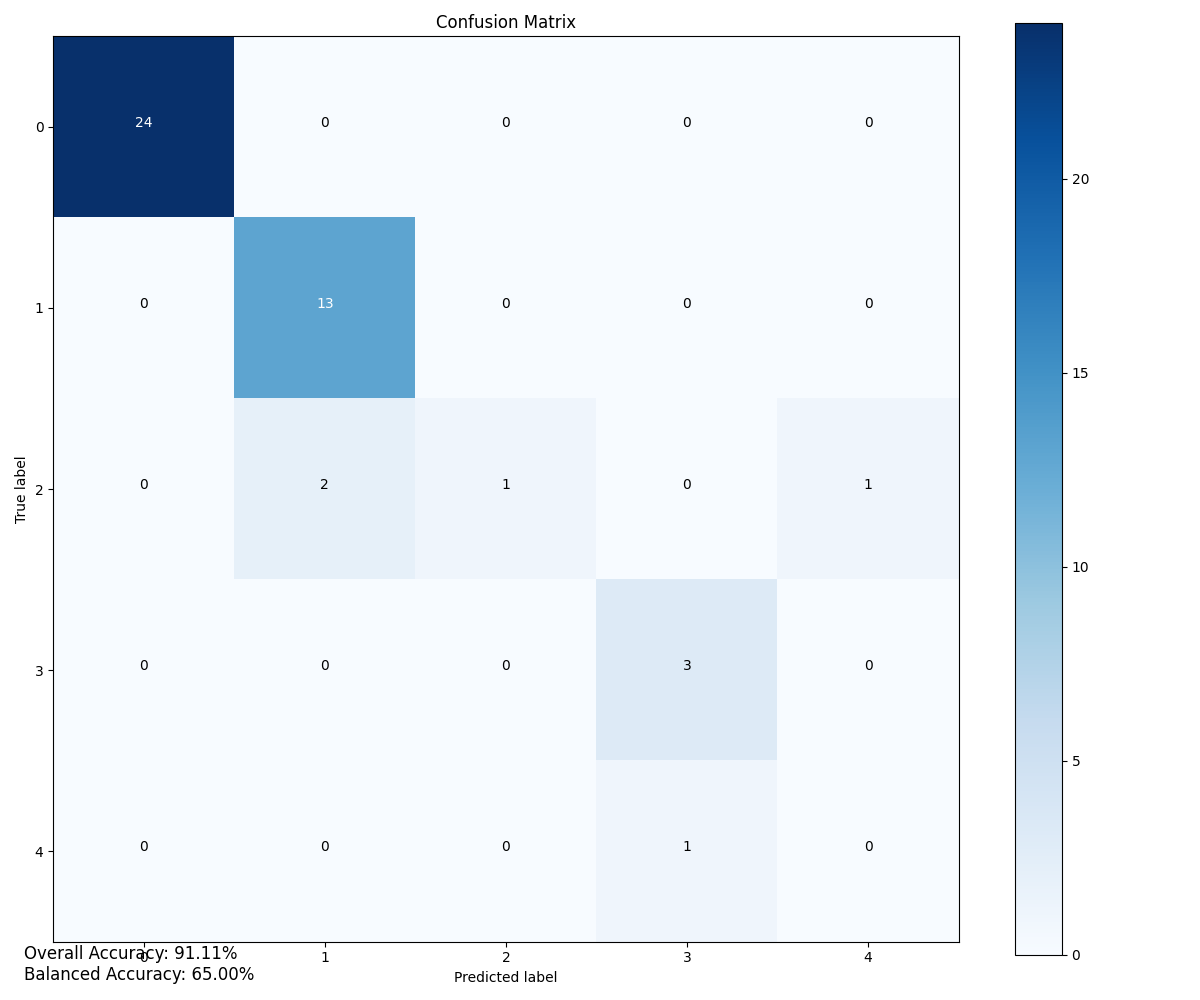 Confusion Matrix
0 24 0 0 0 0
1 0 13 0 0 0
2 0 2 1 0 1
3 0 0 0 3 0
4 0 0 0 1 0
True label
0 1 2 3 4
Predicted label
Overall Accuracy: 91.11%
Balanced Accuracy: 65.00%
20
15
10
5
0